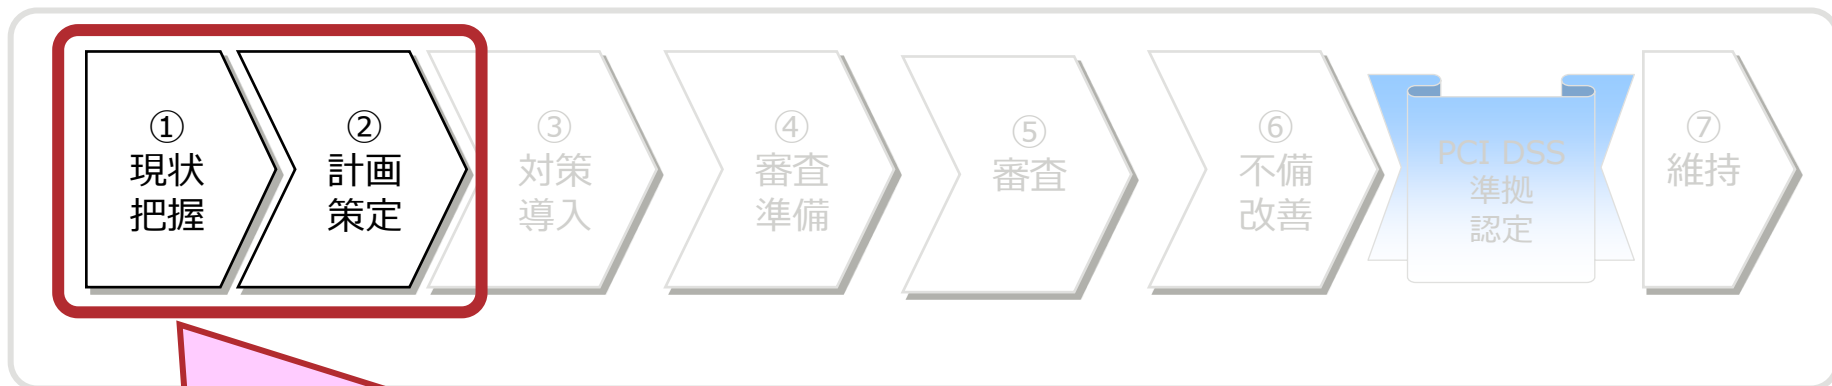 ①
現状
把握
②
計画
策定
③
対策
導入
④
審査
準備
⑤
審査
⑥
不備
改善
PCI DSS
準拠
認定
⑦
維持